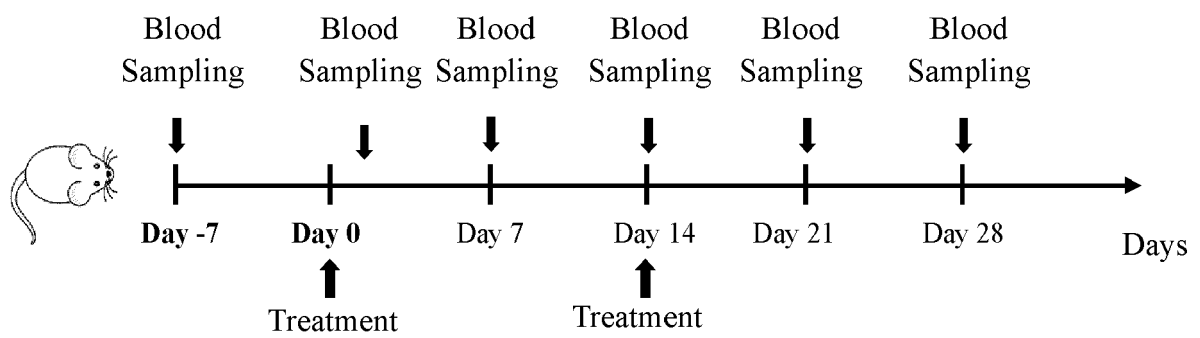 Blood
Sampling
Blood
Sampling
Blood
Sampling
Blood
Sampling
Blood
Sampling
Blood
Sampling
Day -7
Day 0
Day 7
Day 14
Day 21
Day 28
Days
Treatment
Treatment